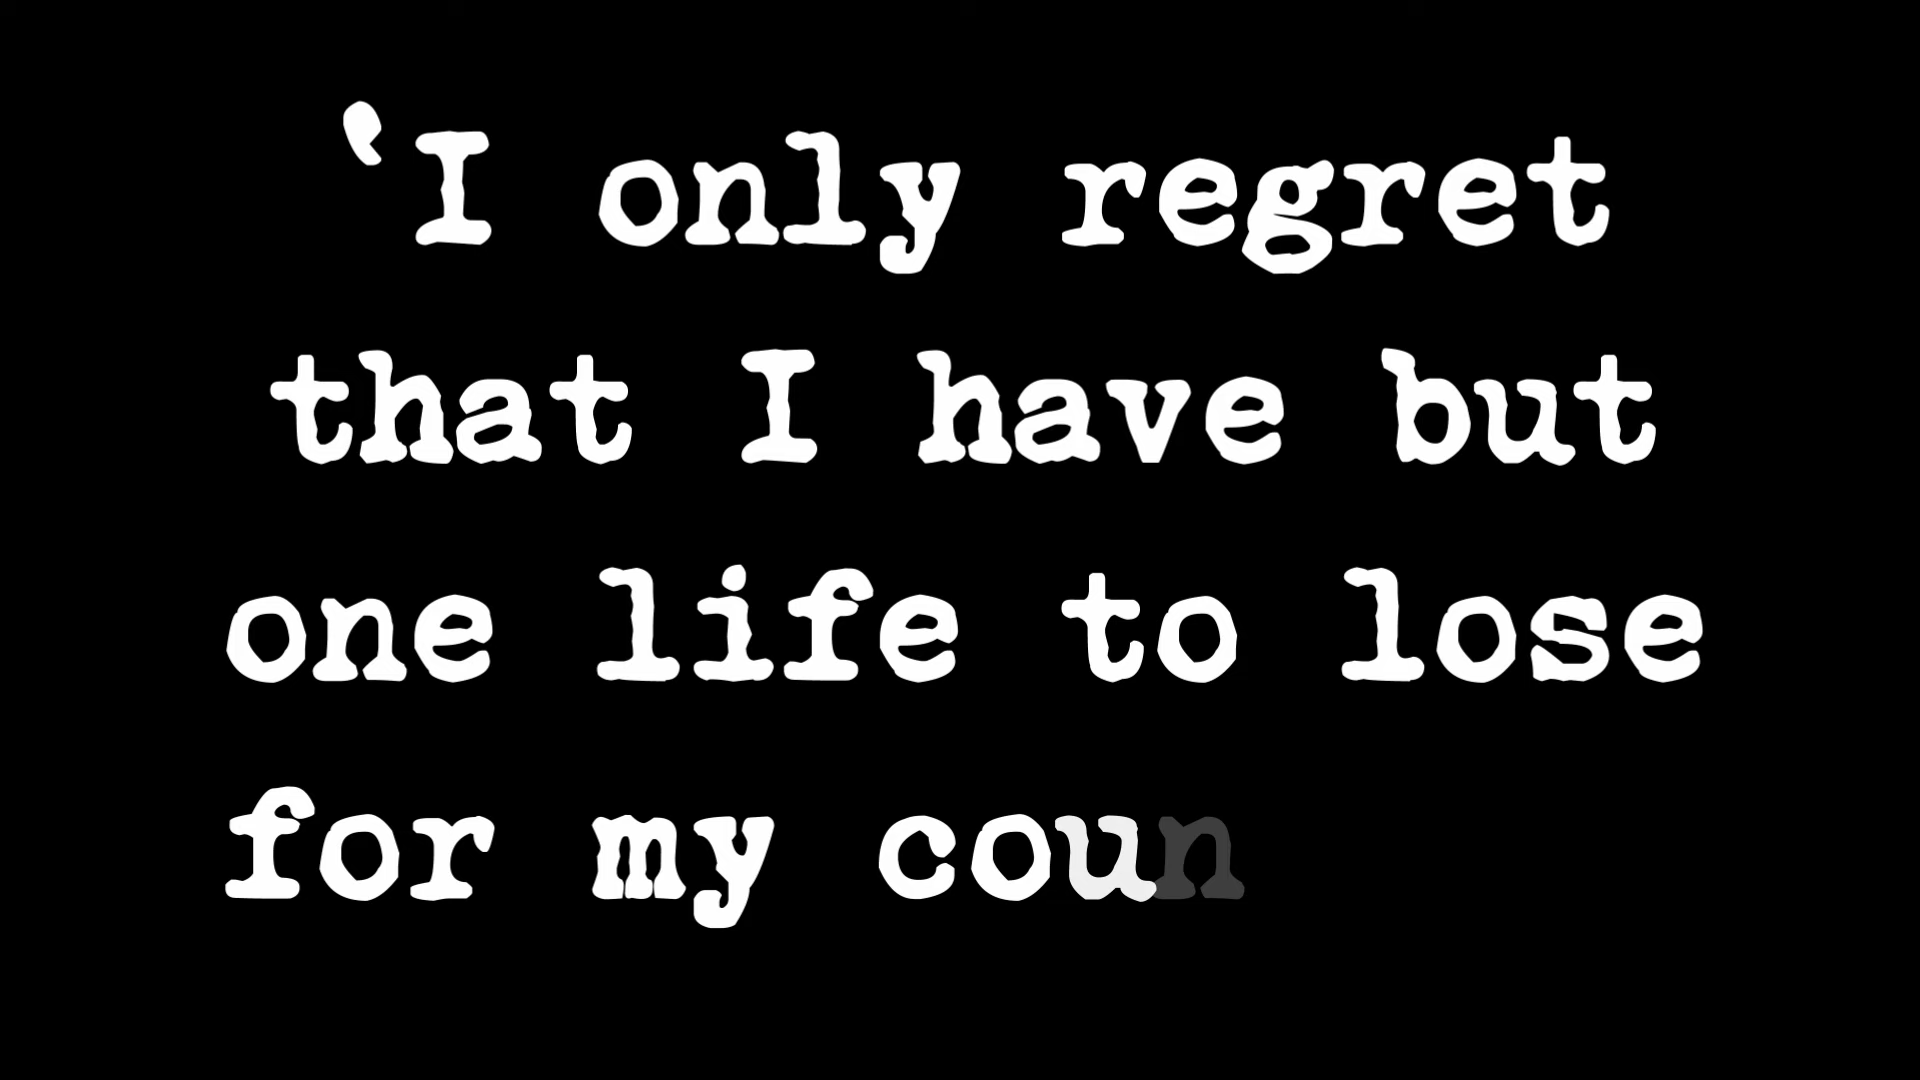 ‘I only regret
that I have but
one life to lose
for my coun